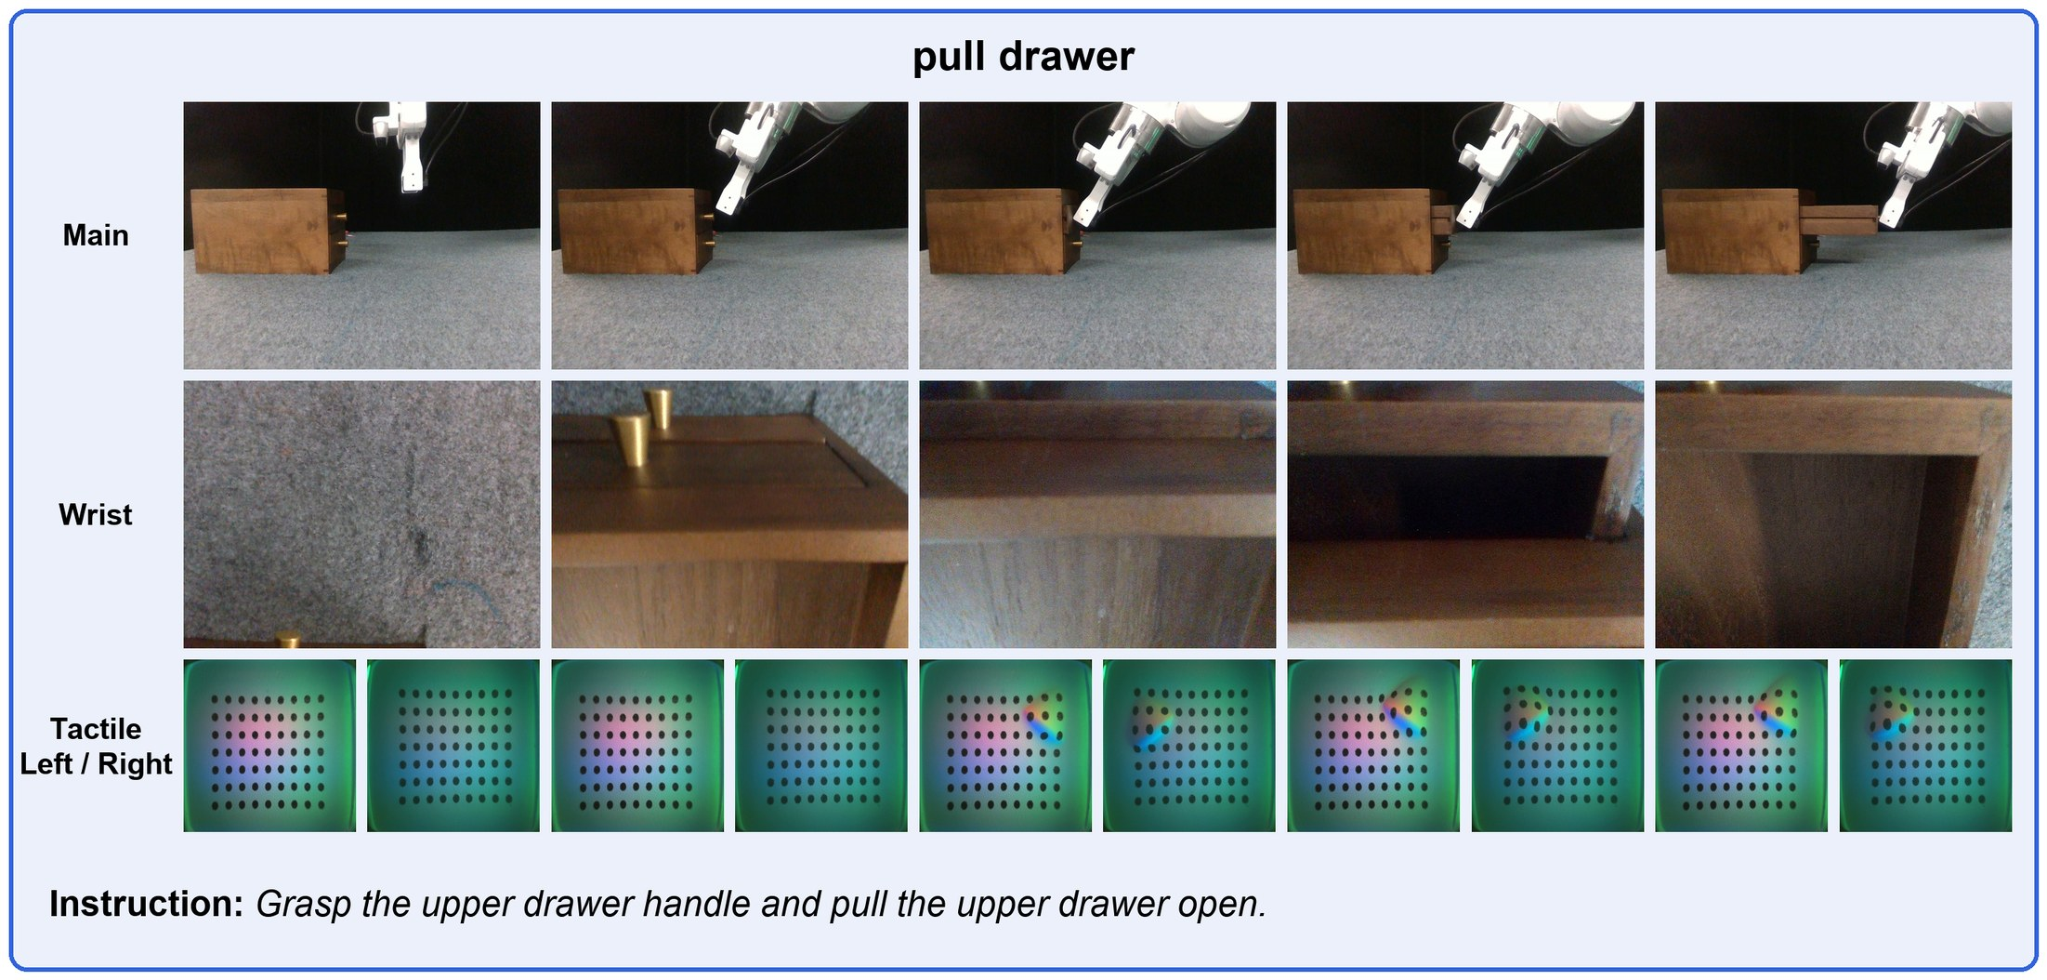 pull drawer
Main
Wrist
Tactile
Left / Right
Instruction: Grasp the upper drawer handle and pull the upper drawer open.